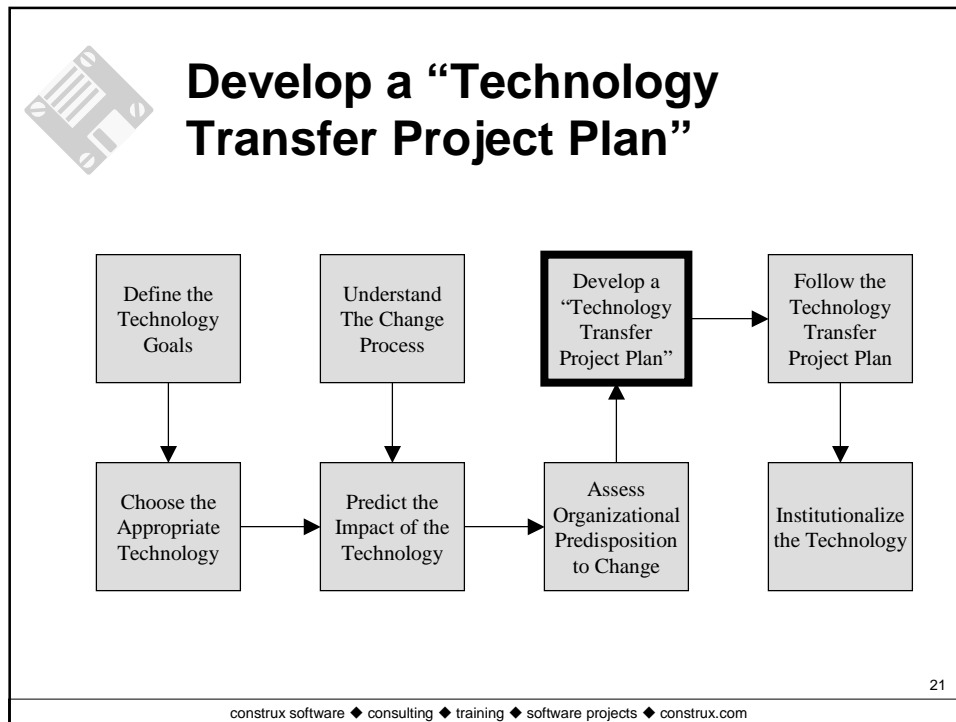 Develop a “Technology
Transfer Project Plan”
Define the
Technology
Goals
Understand
The Change
Process
Develop a
“Technology
Transfer
Project Plan”
Follow the
Technology
Transfer
Project Plan
Choose the
Appropriate
Technology
Predict the
Impact of the
Technology
Assess
Organizational
Predisposition
to Change
Institutionalize
the Technology
21
construx software ◆ consulting ◆ training ◆ software projects ◆ construx.com